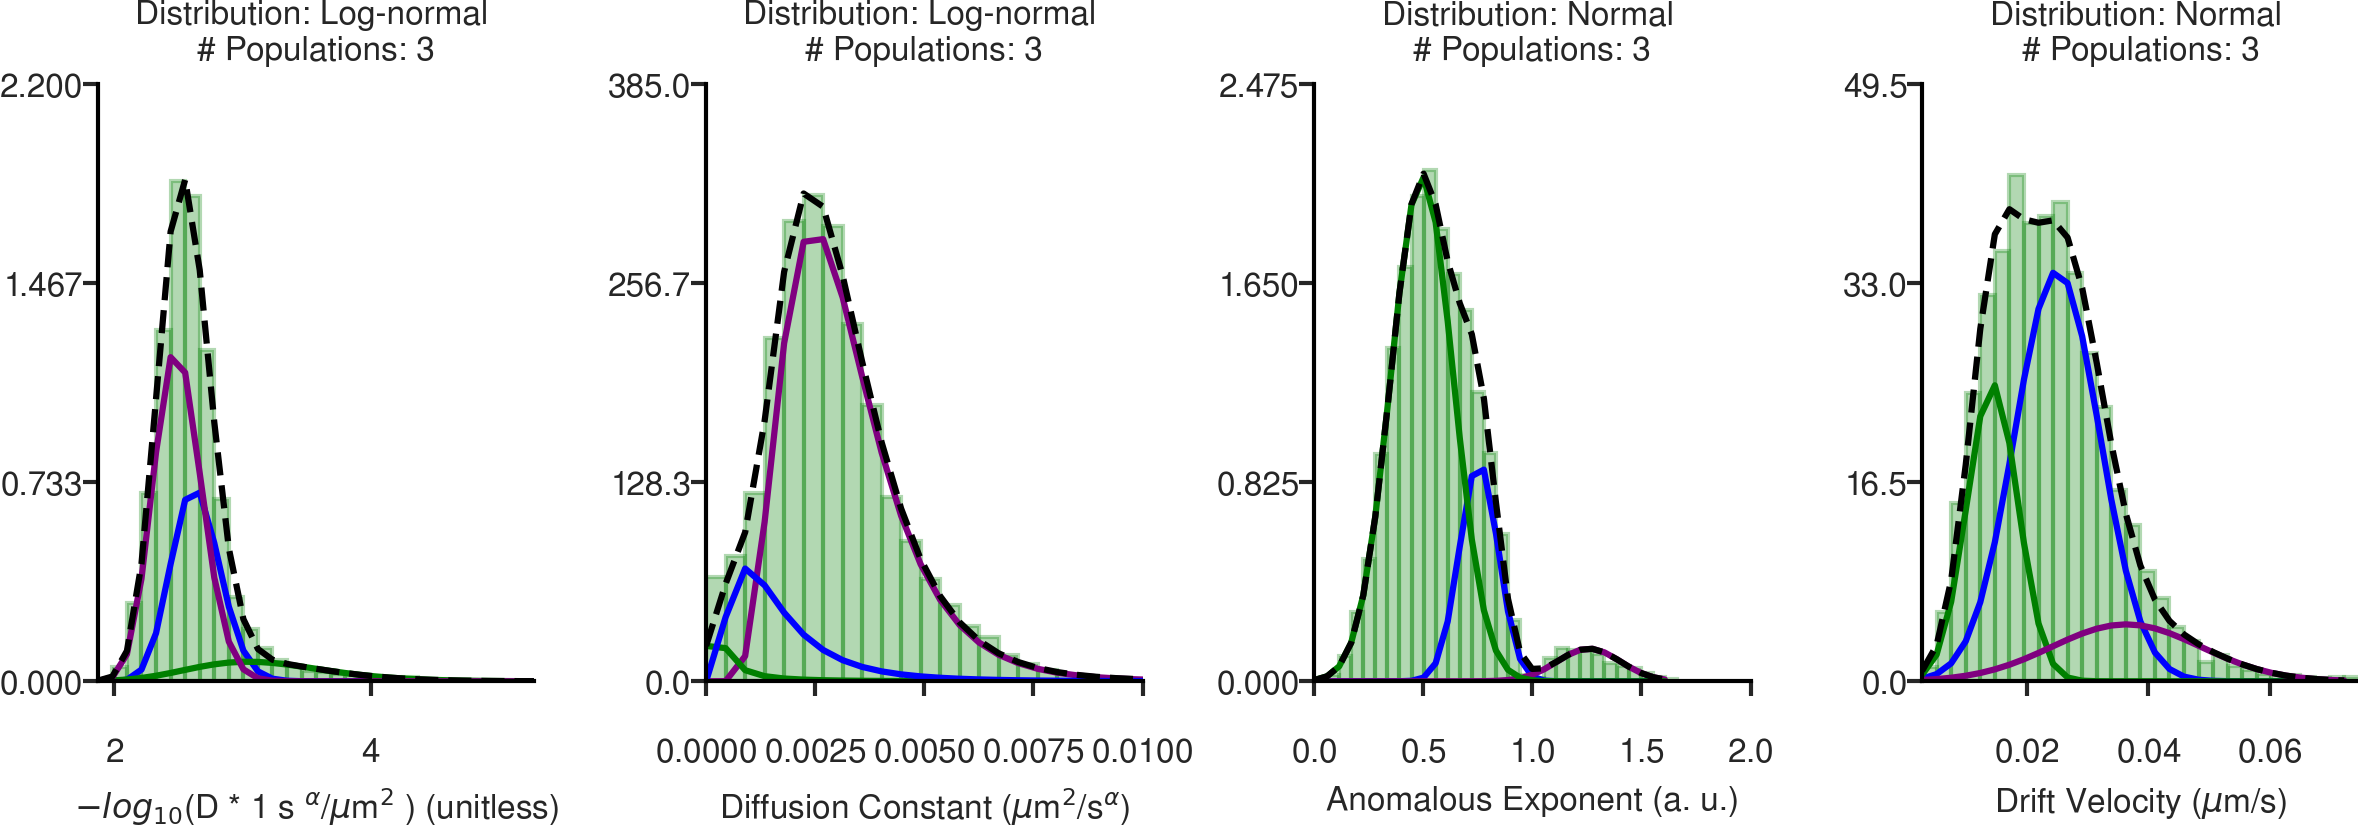 Distribution: Log-normal
# Populations: 3
2.200
1.467
0.733
0.000
2 4
−log₁₀(D * 1 s ᵅ/μm² ) (unitless)
Distribution: Log-normal
# Populations: 3
385.0
256.7
128.3
0.0
0.0000 0.0025 0.0050 0.0075 0.0100
Diffusion Constant (μm²/sᵅ)
Distribution: Normal
# Populations: 3
2.475
1.650
0.825
0.000
0.0 0.5 1.0 1.5 2.0
Anomalous Exponent (a. u.)
Distribution: Normal
# Populations: 3
49.5
33.0
16.5
0.0
0.02 0.04 0.06
Drift Velocity (μm/s)